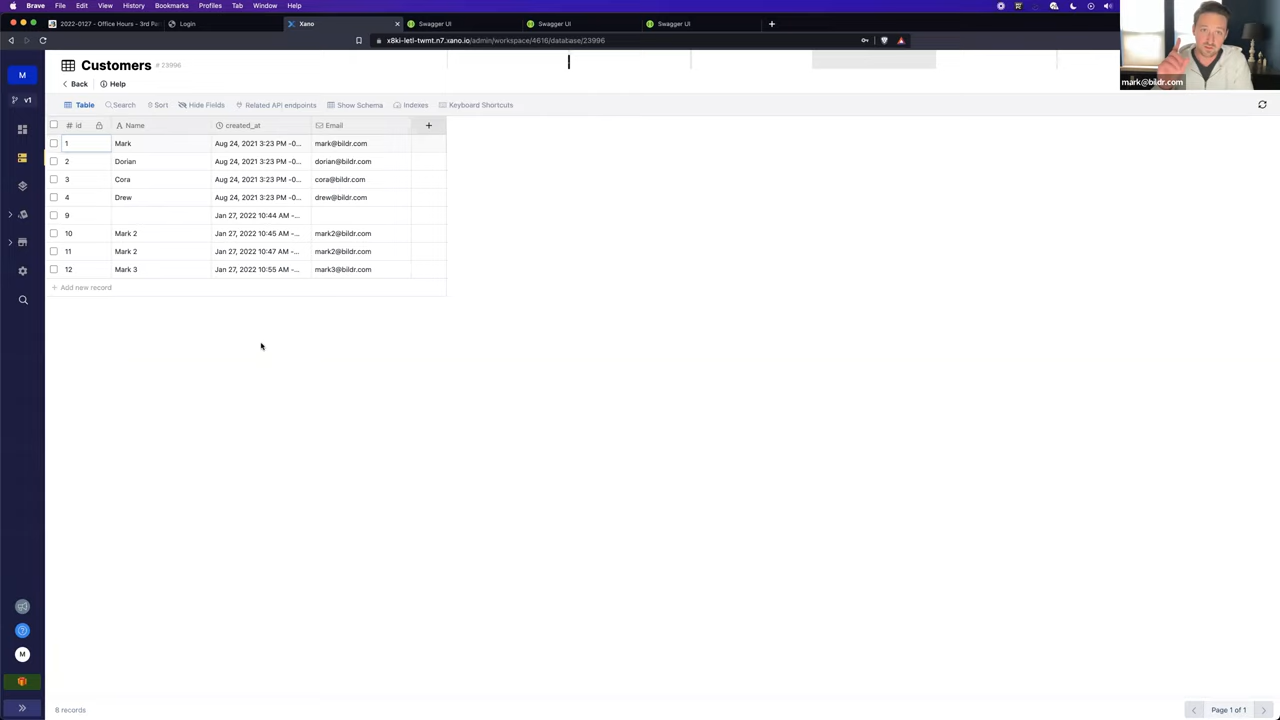 Brave File Edit View History Bookmarks Profiles Tab Window Help
2022-0127 - Office Hours - 3rd
Login
Xano
Swagger UI
Swagger UI
Swagger UI
x8ki-letl-twmt.n7.xano.io/admin/workspace/4616/database/23996
mark@bildr.com
M
Customers # 23996
Back Help
v1
Table Search Sort Hide Fields Related API endpoints Show Schema Indexes Keyboard Shortcuts
# id A Name created_at Email +
1 Mark Aug 24, 2021 3:23 PM -0... mark@bildr.com
2 Dorian Aug 24, 2021 3:23 PM -0... dorian@bildr.com
3 Cora Aug 24, 2021 3:23 PM -0... cora@bildr.com
4 Drew Aug 24, 2021 3:23 PM -0... drew@bildr.com
9 Jan 27, 2022 10:44 AM -...
10 Mark 2 Jan 27, 2022 10:45 AM -... mark2@bildr.com
11 Mark 2 Jan 27, 2022 10:47 AM -... mark2@bildr.com
12 Mark 3 Jan 27, 2022 10:55 AM -... mark3@bildr.com
+ Add new record
M
8 records
Page 1 of 1